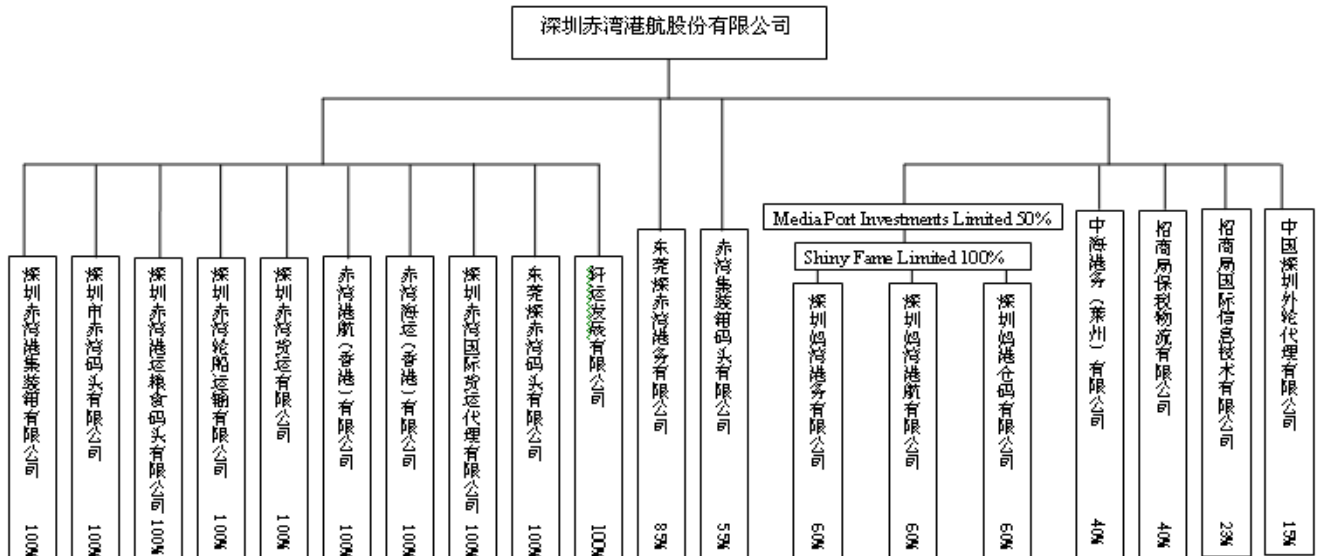 深圳赤湾港航股份有限公司
深圳赤湾港集装箱有限公司 100%
深圳市赤湾码头有限公司 100%
深圳赤湾港运粮食码头有限公司 100%
深圳赤湾轮船运输有限公司 100%
深圳赤湾货运有限公司 100%
赤湾港航（香港）有限公司 100%
赤湾海运（香港）有限公司 100%
深圳赤湾国际货运代理有限公司 100%
东莞深赤湾码头有限公司 100%
轩运发展有限公司 100%
东莞深赤湾港务有限公司 85%
赤湾集装箱码头有限公司 55%
Media Port Investments Limited 50%
Shiny Fame Limited 100%
深圳妈湾港务有限公司 60%
深圳妈湾港航有限公司 60%
深圳妈港仓码有限公司 60%
中海港务（莱州）有限公司 40%
招商局保税物流有限公司 40%
招商局国际信息技术有限公司 23%
中国深圳外轮代理有限公司 15%